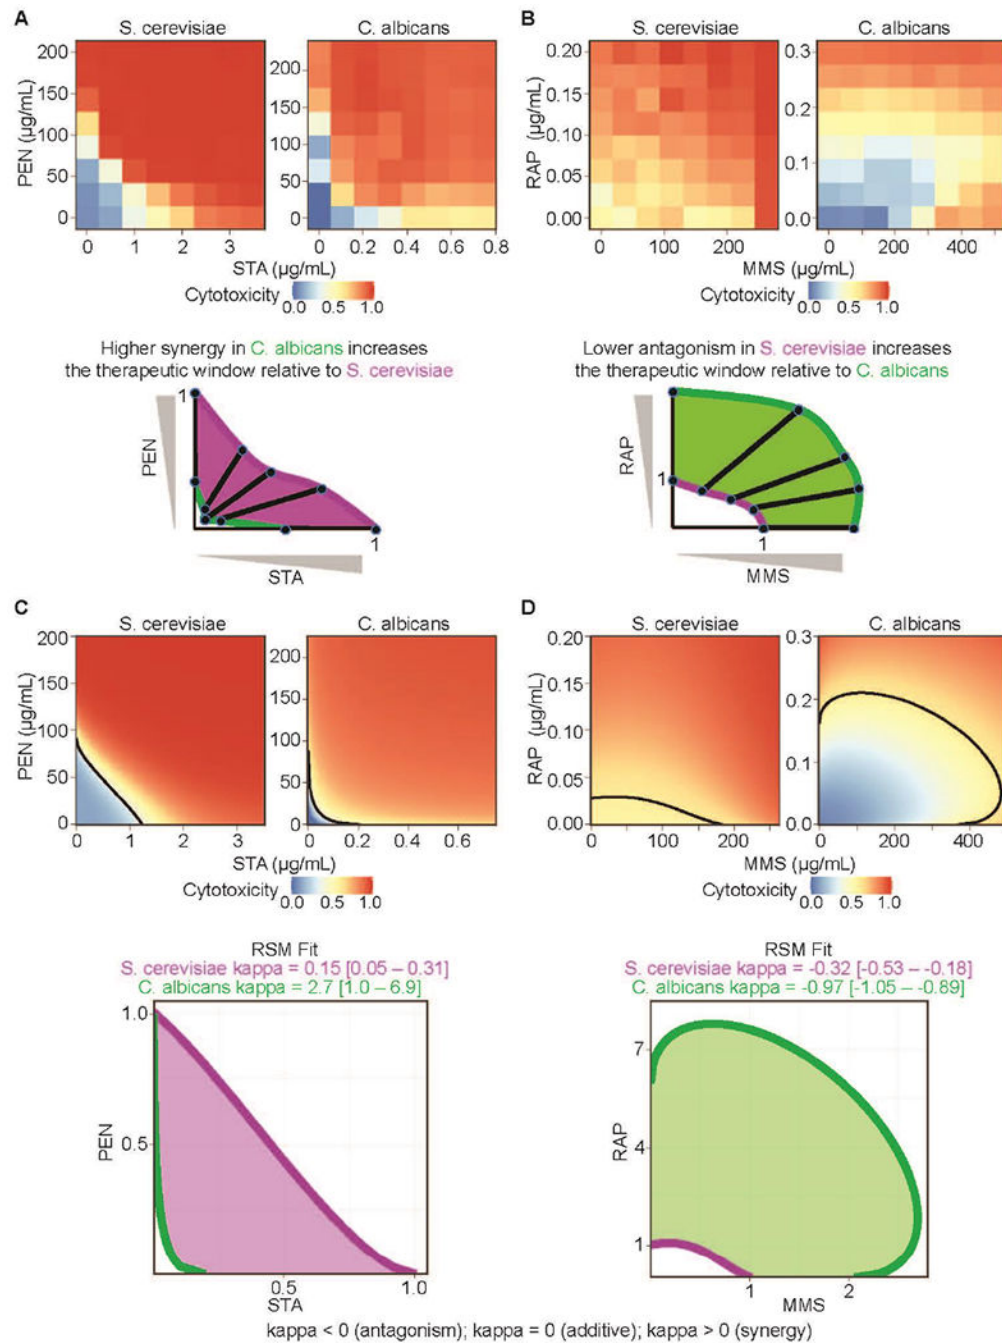 A
B
S. cerevisiae
C. albicans
S. cerevisiae
C. albicans
PEN (µg/mL)
200
150
100
50
0
200
150
100
50
0
RAP (µg/mL)
0.20
0.15
0.10
0.05
0.00
0.3
0.2
0.1
0.0
0 1 2 3
0 0.2 0.4 0.6 0.8
0 100 200
0 200 400
STA (µg/mL)
MMS (µg/mL)
Cytotoxicity
0.0 0.5 1.0
Cytotoxicity
0.0 0.5 1.0
Higher synergy in C. albicans increases
the therapeutic window relative to S. cerevisiae
Lower antagonism in S. cerevisiae increases
the therapeutic window relative to C. albicans
PEN
1
1
STA
RAP
1
1
MMS
C
D
S. cerevisiae
C. albicans
S. cerevisiae
C. albicans
PEN (µg/mL)
200
150
100
50
0
200
150
100
50
0
RAP (µg/mL)
0.20
0.15
0.10
0.05
0.00
0.3
0.2
0.1
0.0
0 1 2 3
0 0.2 0.4 0.6
0 100 200
0 200 400
STA (µg/mL)
MMS (µg/mL)
Cytotoxicity
0.0 0.5 1.0
Cytotoxicity
0.0 0.5 1.0
RSM Fit
S. cerevisiae kappa = 0.15 [0.05 – 0.31]
C. albicans kappa = 2.7 [1.0 – 6.9]
RSM Fit
S. cerevisiae kappa = -0.32 [-0.53 – -0.18]
C. albicans kappa = -0.97 [-1.05 – -0.89]
PEN
1.0
0.5
0.5 1.0
STA
RAP
7
4
1
1 2
MMS
kappa < 0 (antagonism); kappa = 0 (additive); kappa > 0 (synergy)